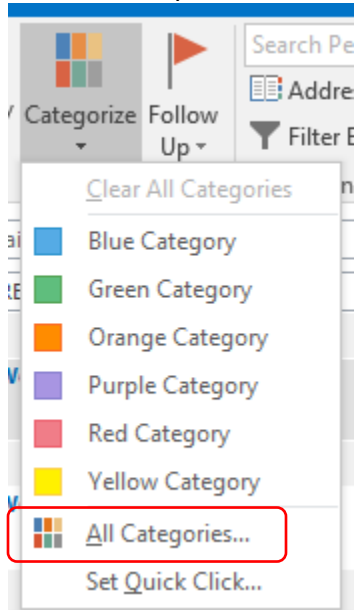 Search Pe
Categorize Follow
Up
Addre
Filter
Clear All Categories
Blue Category
Green Category
Orange Category
Purple Category
Red Category
Yellow Category
All Categories...
Set Quick Click...